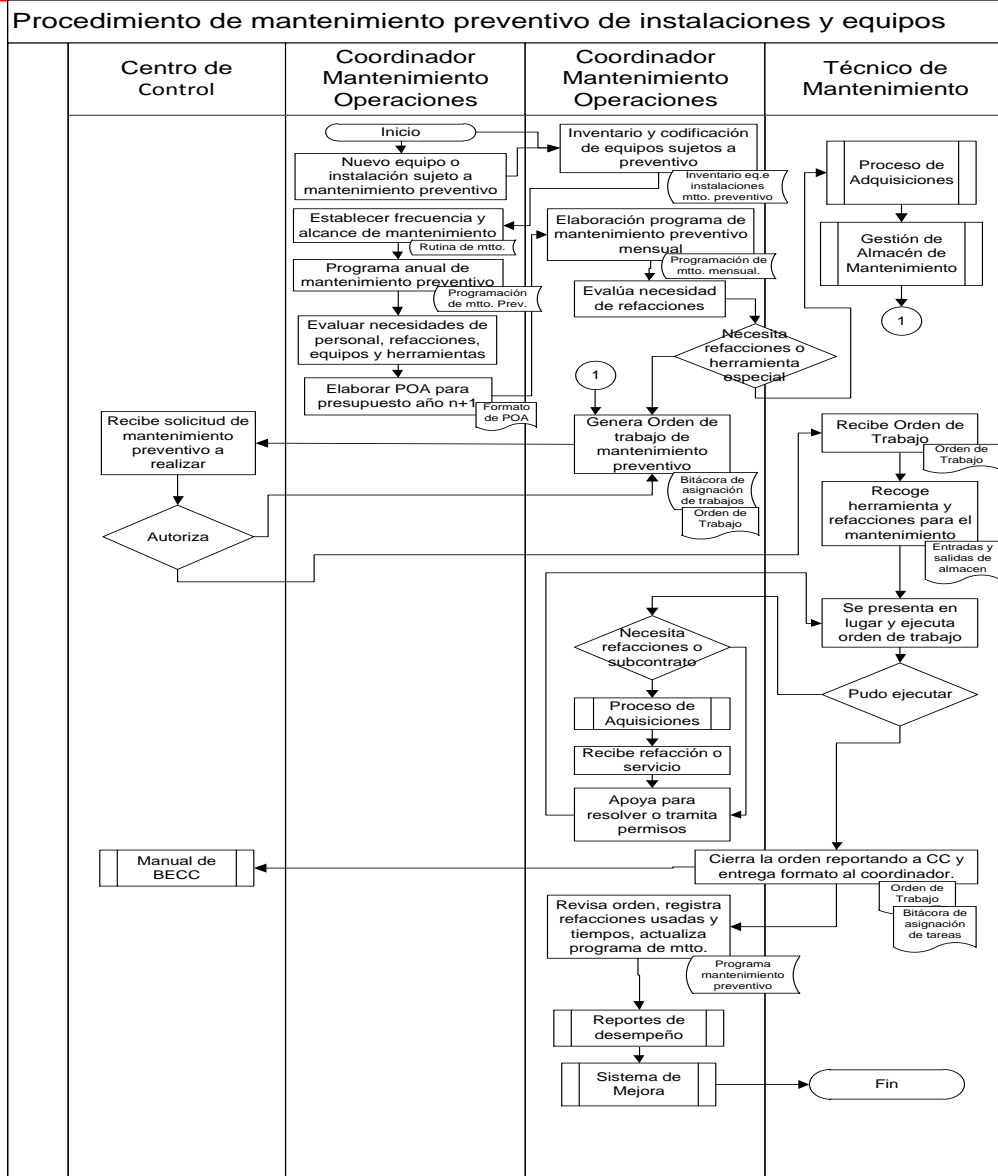 Procedimiento de mantenimiento preventivo de instalaciones y equipos
Centro de
Control
Coordinador
Mantenimiento
Operaciones
Coordinador
Mantenimiento
Operaciones
Técnico de
Mantenimiento
Inicio
Nuevo equipo o
instalación sujeto a
mantenimiento preventivo
Inventario y codificación
de equipos sujetos a
preventivo
Inventario eq.e
instalaciones
mtto. preventivo
Proceso de
Adquisiciones
Establecer frecuencia y
alcance de mantenimiento
Rutina de mtto.
Elaboración programa de
mantenimiento preventivo
mensual
Programación de
mtto. mensual.
Gestión de
Almacén de
Mantenimiento
Programa anual de
mantenimiento preventivo
Programación
de mtto. Prev.
Evalúa necesidad
de refacciones
1
Evaluar necesidades de
personal, refacciones,
equipos y herramientas
Necesita
refacciones o
herramienta
especial
Elaborar POA para
presupuesto año n+1
Formato
de POA
1
Recibe solicitud de
mantenimiento
preventivo a
realizar
Genera Orden de
trabajo de
mantenimiento
preventivo
Bitácora de
asignación
de trabajos
Orden de
Trabajo
Recibe Orden de
Trabajo
Orden de
Trabajo
Autoriza
Recoge
herramienta y
refacciones para el
mantenimiento
Entradas y
salidas de
almacen
Necesita
refacciones o
subcontrato
Se presenta en
lugar y ejecuta
orden de trabajo
Pudo ejecutar
Proceso de
Aquisiciones
Recibe refacción o
servicio
Apoya para
resolver o tramita
permisos
Manual de
BECC
Cierra la orden reportando a CC y
entrega formato al coordinador.
Orden de
Trabajo
Bitácora de
asignación
de tareas
Revisa orden, registra
refacciones usadas y
tiempos, actualiza
programa de mtto.
Programa
mantenimiento
preventivo
Reportes de
desempeño
Sistema de
Mejora
Fin